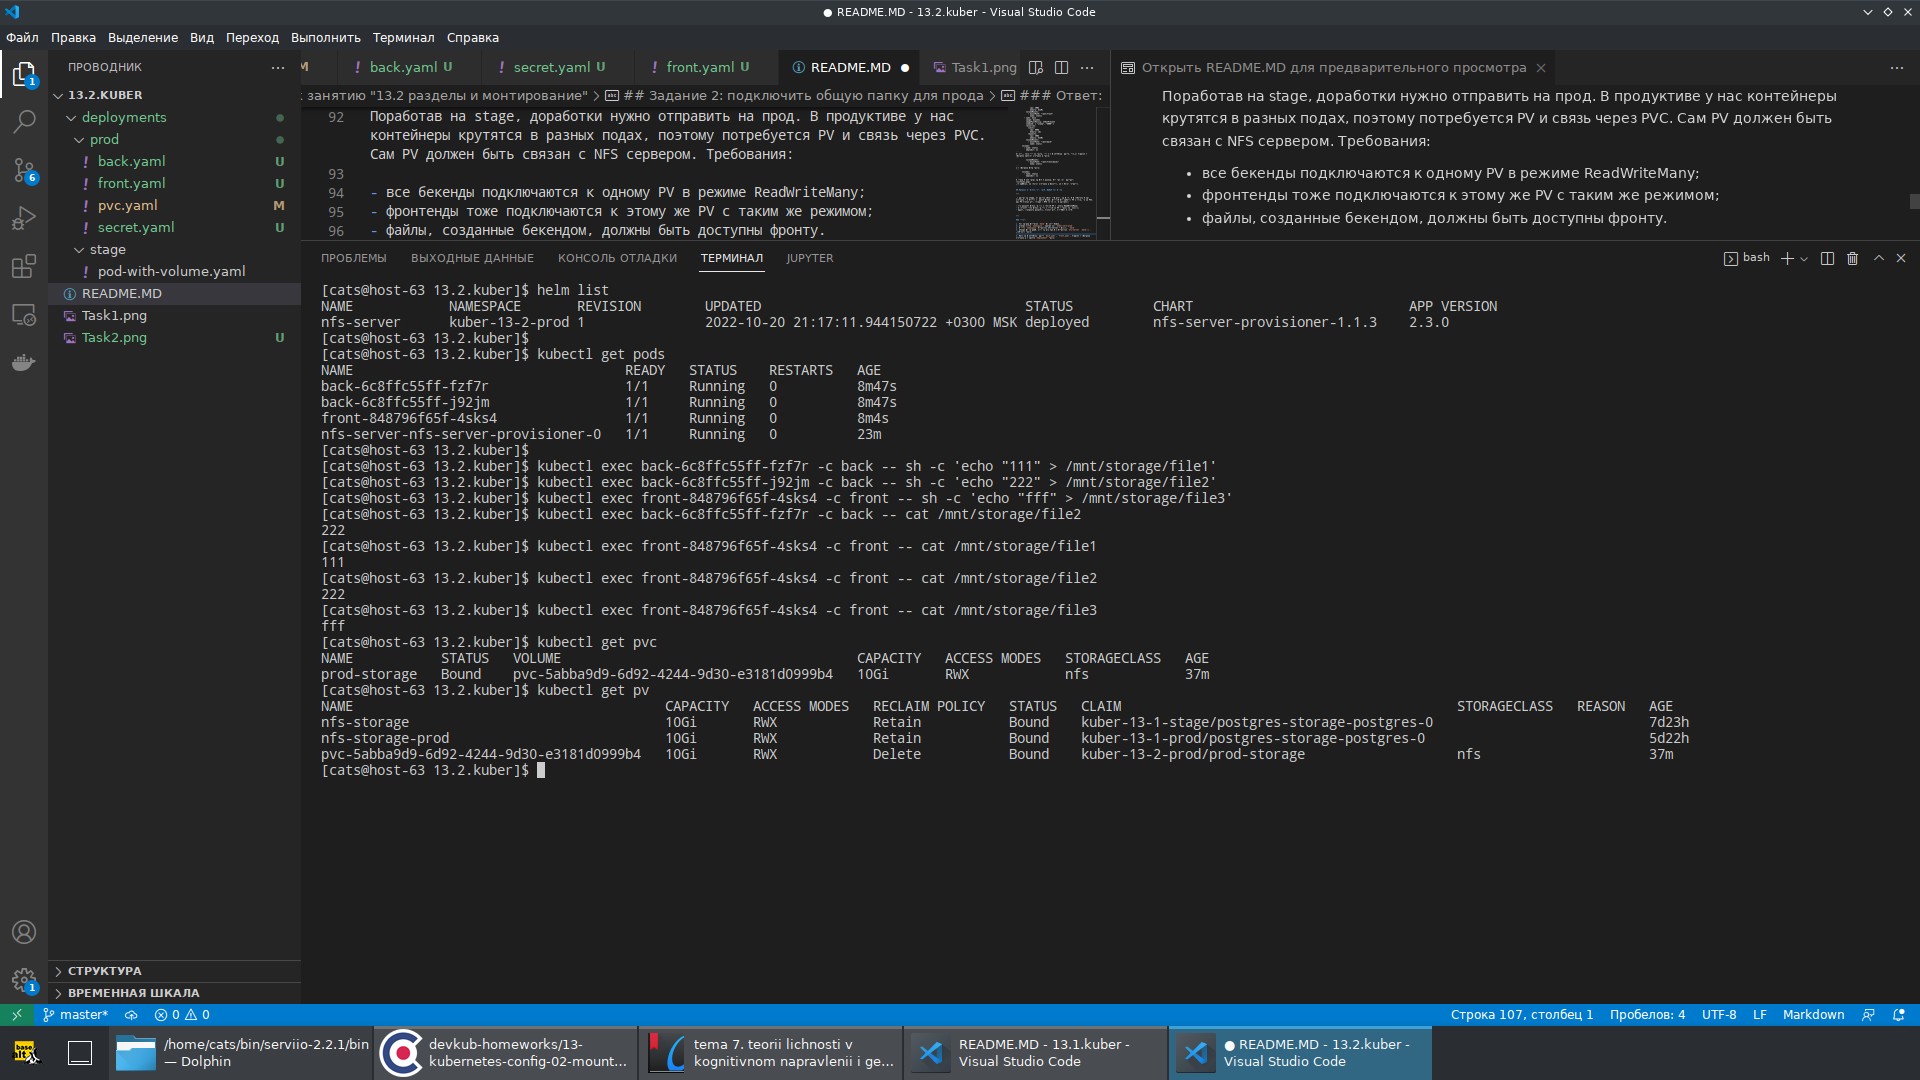 README.MD - 13.2.kuber - Visual Studio Code
Файл Правка Выделение Вид Переход Выполнить Терминал Справка
ПРОВОДНИК
13.2.KUBER
deployments
prod
back.yaml U
front.yaml U
pvc.yaml M
secret.yaml U
stage
pod-with-volume.yaml
README.MD
Task1.png
Task2.png U
СТРУКТУРА
ВРЕМЕННАЯ ШКАЛА
M back.yaml U secret.yaml U front.yaml U README.MD Task1.png
занятию "13.2 разделы и монтирование" > ## Задание 2: подключить общую папку для прода > ### Ответ:
92 Поработав на stage, доработки нужно отправить на прод. В продуктиве у нас
контейнеры крутятся в разных подах, поэтому потребуется PV и связь через PVC.
Сам PV должен быть связан с NFS сервером. Требования:
93
94 - все бекенды подключаются к одному PV в режиме ReadWriteMany;
95 - фронтенды тоже подключаются к этому же PV с таким же режимом;
96 - файлы, созданные бекендом, должны быть доступны фронту.
Открыть README.MD для предварительного просмотра
Поработав на stage, доработки нужно отправить на прод. В продуктиве у нас контейнеры
крутятся в разных подах, поэтому потребуется PV и связь через PVC. Сам PV должен быть
связан с NFS сервером. Требования:
• все бекенды подключаются к одному PV в режиме ReadWriteMany;
• фронтенды тоже подключаются к этому же PV с таким же режимом;
• файлы, созданные бекендом, должны быть доступны фронту.
ПРОБЛЕМЫ ВЫХОДНЫЕ ДАННЫЕ КОНСОЛЬ ОТЛАДКИ ТЕРМИНАЛ JUPYTER bash
[cats@host-63 13.2.kuber]$ helm list
NAME NAMESPACE REVISION UPDATED STATUS CHART APP VERSION
nfs-server kuber-13-2-prod 1 2022-10-20 21:17:11.944150722 +0300 MSK deployed nfs-server-provisioner-1.1.3 2.3.0
[cats@host-63 13.2.kuber]$
[cats@host-63 13.2.kuber]$ kubectl get pods
NAME READY STATUS RESTARTS AGE
back-6c8ffc55ff-fzf7r 1/1 Running 0 8m47s
back-6c8ffc55ff-j92jm 1/1 Running 0 8m47s
front-848796f65f-4sks4 1/1 Running 0 8m4s
nfs-server-nfs-server-provisioner-0 1/1 Running 0 23m
[cats@host-63 13.2.kuber]$
[cats@host-63 13.2.kuber]$ kubectl exec back-6c8ffc55ff-fzf7r -c back -- sh -c 'echo "111" > /mnt/storage/file1'
[cats@host-63 13.2.kuber]$ kubectl exec back-6c8ffc55ff-j92jm -c back -- sh -c 'echo "222" > /mnt/storage/file2'
[cats@host-63 13.2.kuber]$ kubectl exec front-848796f65f-4sks4 -c front -- sh -c 'echo "fff" > /mnt/storage/file3'
[cats@host-63 13.2.kuber]$ kubectl exec back-6c8ffc55ff-fzf7r -c back -- cat /mnt/storage/file2
222
[cats@host-63 13.2.kuber]$ kubectl exec front-848796f65f-4sks4 -c front -- cat /mnt/storage/file1
111
[cats@host-63 13.2.kuber]$ kubectl exec front-848796f65f-4sks4 -c front -- cat /mnt/storage/file2
222
[cats@host-63 13.2.kuber]$ kubectl exec front-848796f65f-4sks4 -c front -- cat /mnt/storage/file3
fff
[cats@host-63 13.2.kuber]$ kubectl get pvc
NAME STATUS VOLUME CAPACITY ACCESS MODES STORAGECLASS AGE
prod-storage Bound pvc-5abba9d9-6d92-4244-9d30-e3181d0999b4 10Gi RWX nfs 37m
[cats@host-63 13.2.kuber]$ kubectl get pv
NAME CAPACITY ACCESS MODES RECLAIM POLICY STATUS CLAIM STORAGECLASS REASON AGE
nfs-storage 10Gi RWX Retain Bound kuber-13-1-stage/postgres-storage-postgres-0 7d23h
nfs-storage-prod 10Gi RWX Retain Bound kuber-13-1-prod/postgres-storage-postgres-0 5d22h
pvc-5abba9d9-6d92-4244-9d30-e3181d0999b4 10Gi RWX Delete Bound kuber-13-2-prod/prod-storage nfs 37m
[cats@host-63 13.2.kuber]$
1
6
1
master* 0 0 Строка 107, столбец 1 Пробелов: 4 UTF-8 LF Markdown
/home/cats/bin/serviio-2.2.1/bin
— Dolphin
devkub-homeworks/13-
kubernetes-config-02-mount...
tema 7. teorii lichnosti v
kognitivnom napravlenii i ge...
README.MD - 13.1.kuber -
Visual Studio Code
README.MD - 13.2.kuber -
Visual Studio Code